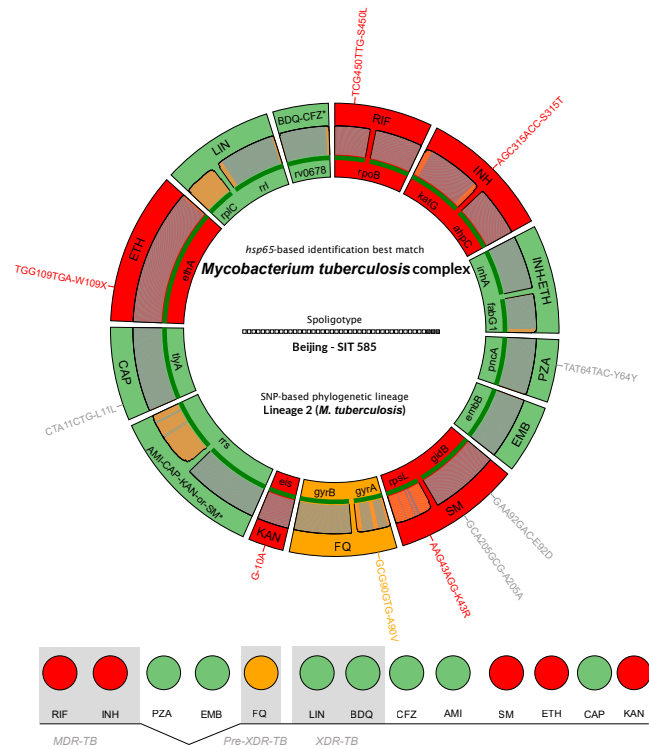 TCG450TTG-S450L
AGC315ACC-S315T
BDQ-CFZ*
RIF
LIN
INH
rv0678
rpoB
rrl
rplC
katG
ahpC
ETH
ethA
inhA
fabG1
INH-ETH
hsp65-based identification best match
Mycobacterium tuberculosis complex
TGG109TGA-W109X
Spoligotype
Beijing - SIT 585
CAP
tlyA
pncA
PZA
TAT64TAC-Y64Y
SNP-based phylogenetic lineage
Lineage 2 (M. tuberculosis)
CTA11CTG-L11L
embB
EMB
rrs
AMI-CAP-KAN-or-SM*
gidB
rpsL
SM
eis
KAN
gyrB
gyrA
FQ
GAA92GAC-E92D
GCA205GCG-A205A
AAG43AGG-K43R
GCG90GTG-A90V
G-10A
RIF INH PZA EMB FQ LIN BDQ CFZ AMI SM ETH CAP KAN
MDR-TB Pre-XDR-TB XDR-TB